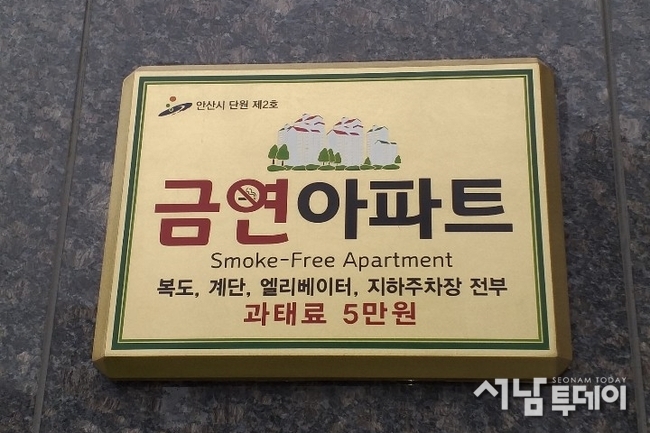 안산시 단원 제2호
금연아파트
Smoke-Free Apartment
복도, 계단, 엘리베이터, 지하주차장 전부
과태료 5만원
SEONAM TODAY
서남투데이